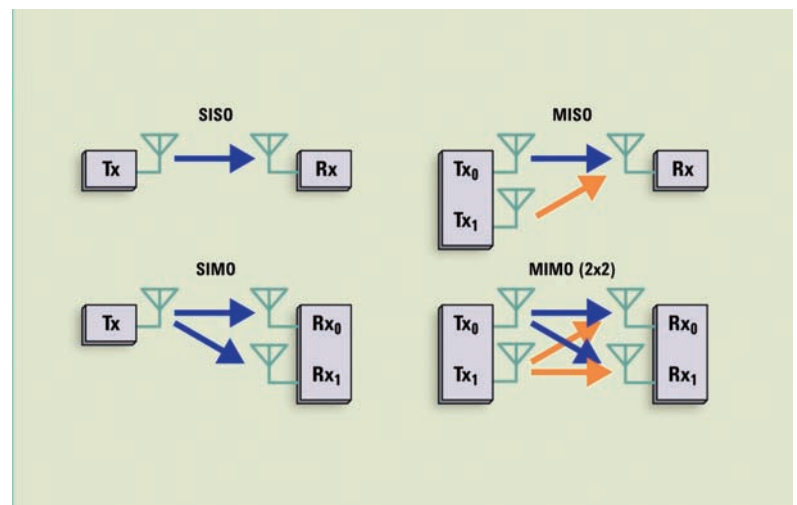 SISO
Tx
Rx
MISO
Tx₀
Tx₁
Rx
SIMO
Tx
Rx₀
Rx₁
MIMO (2x2)
Tx₀
Tx₁
Rx₀
Rx₁